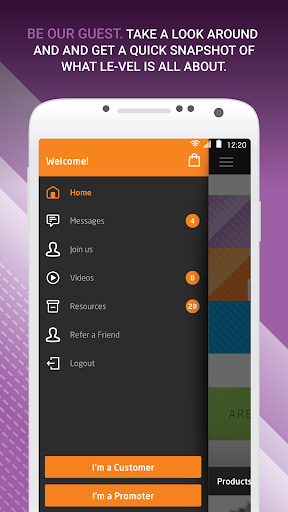 BE OUR GUEST. TAKE A LOOK AROUND
AND AND GET A QUICK SNAPSHOT OF
WHAT LE-VEL IS ALL ABOUT.
12:20
Welcome!
Home
Messages 4
Join us
Videos 8
Resources 28
Refer a Friend
Logout
ARE
I'm a Customer
Products
I'm a Promoter